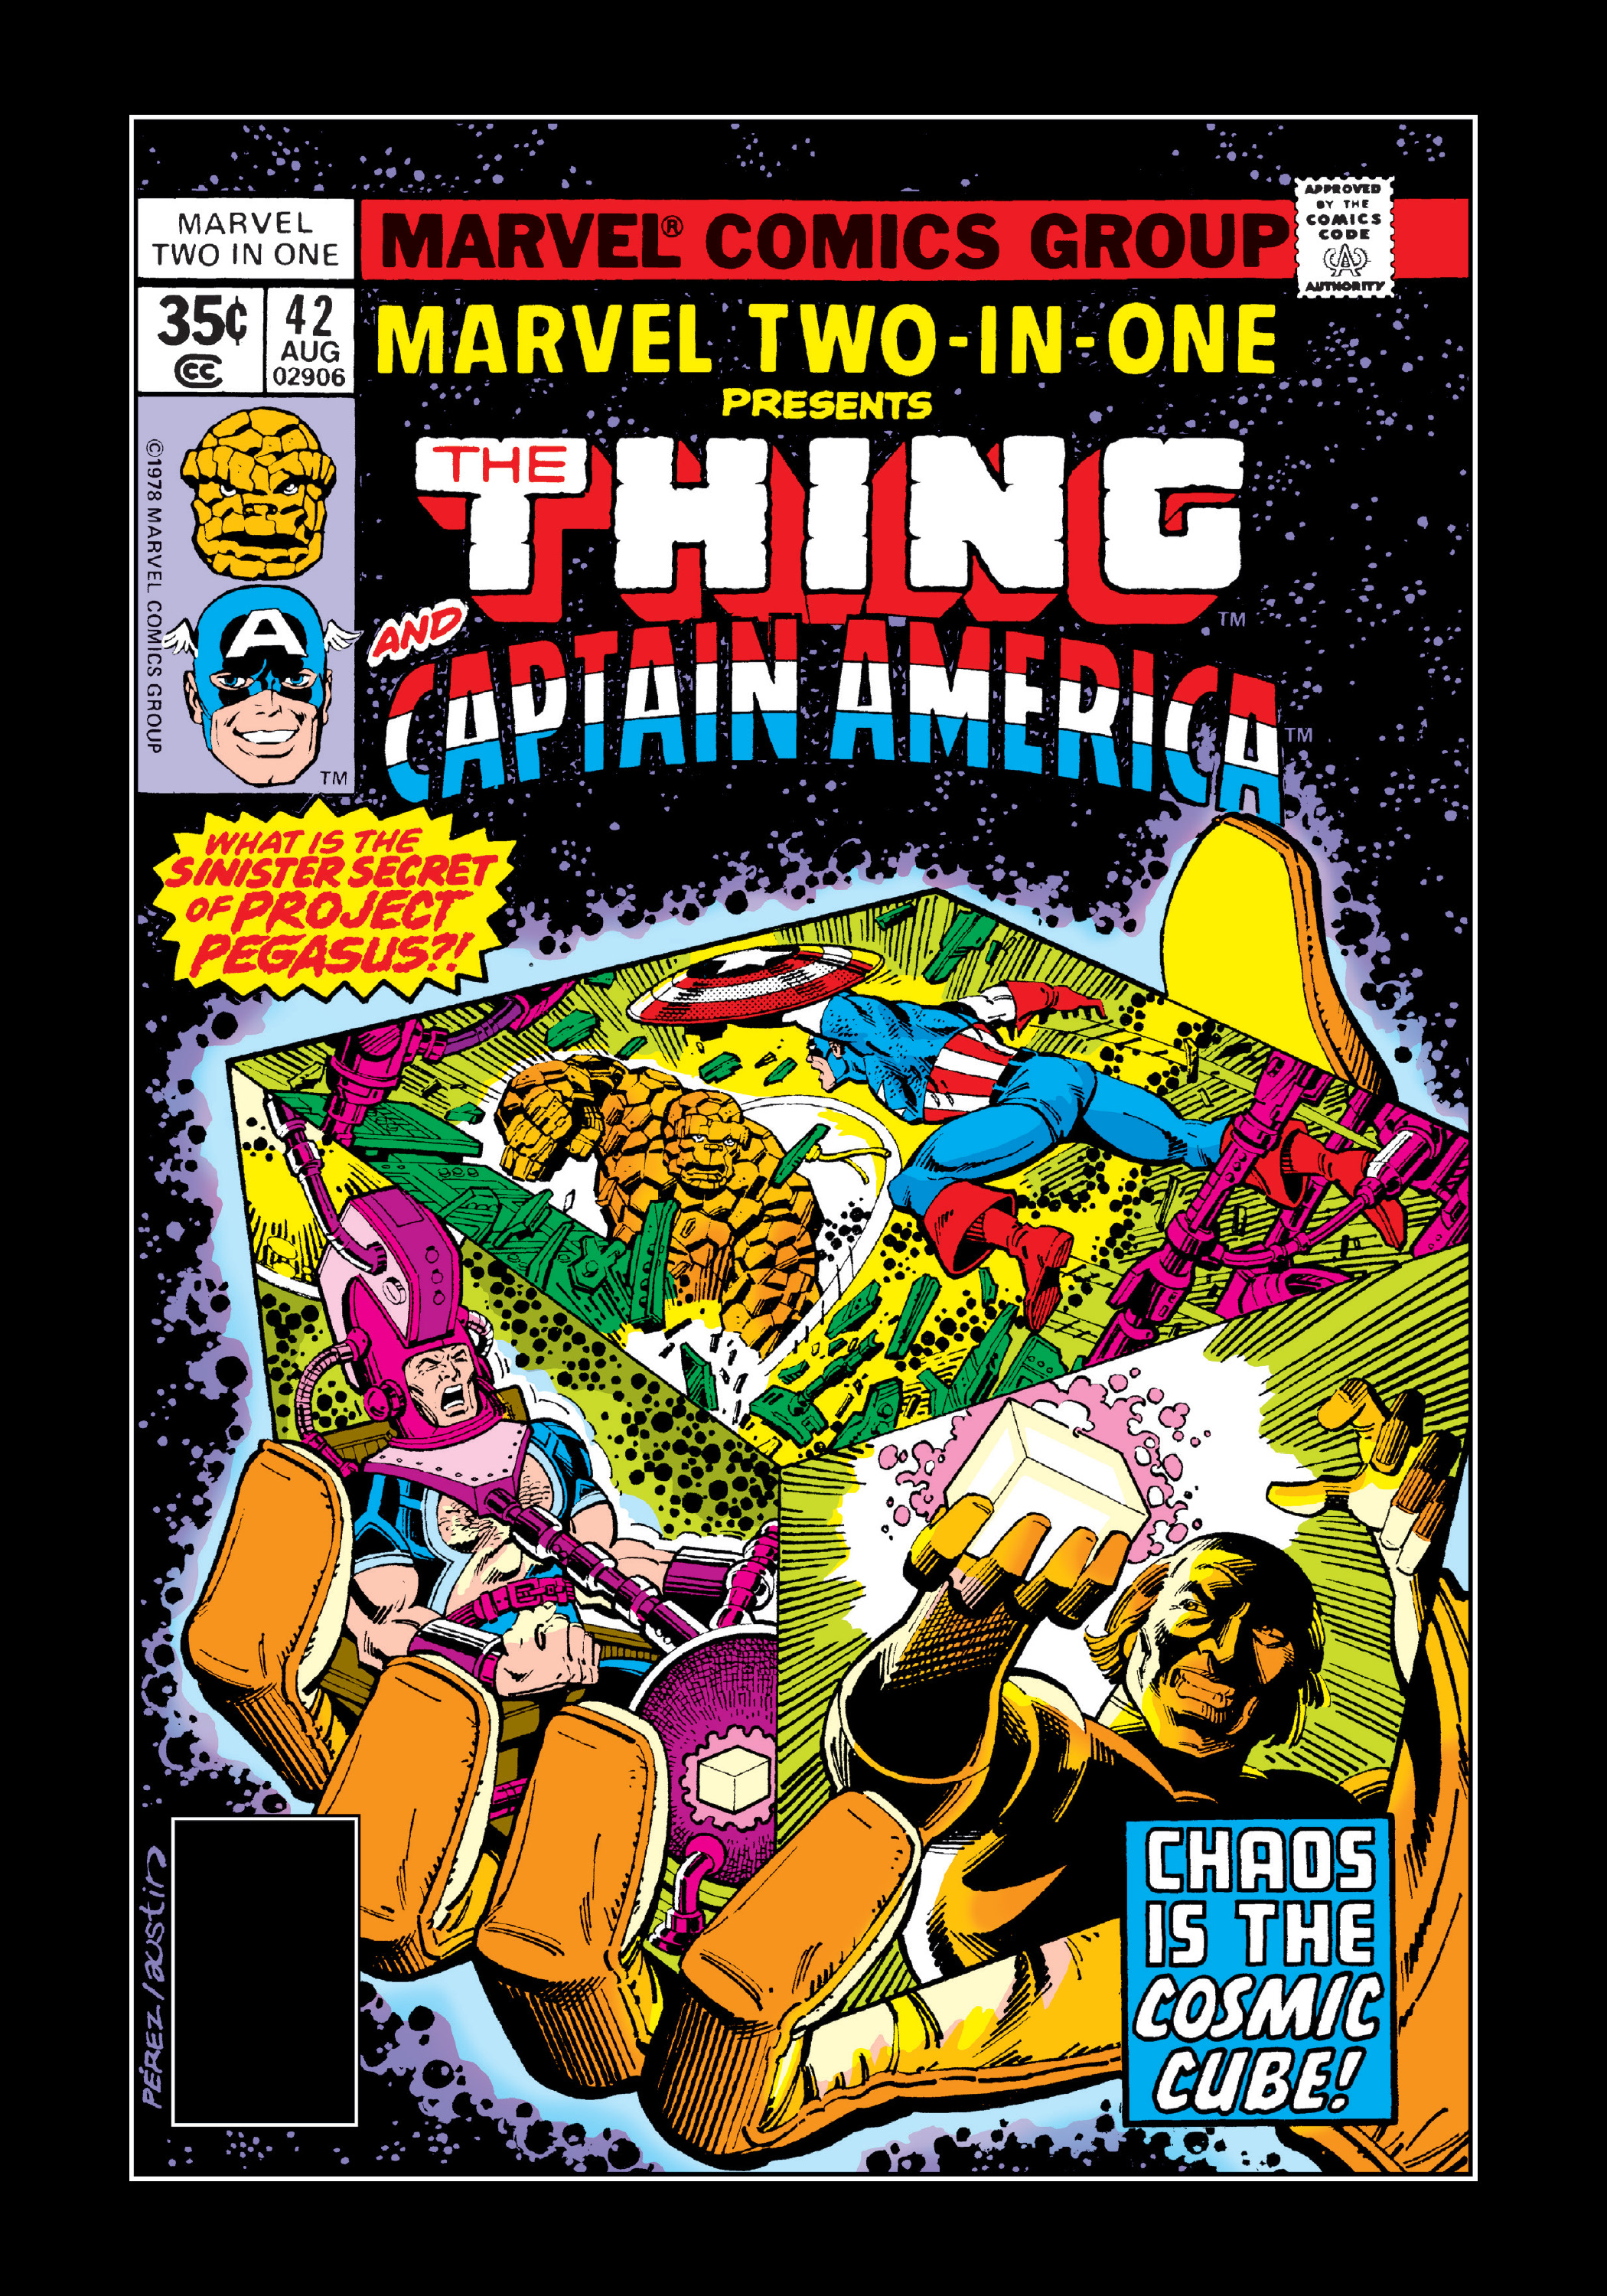 MARVEL
TWO IN ONE
MARVEL® COMICS GROUP
APPROVED
BY THE
COMICS
CODE
CA
AUTHORITY
35¢
CC
42
AUG
02906
MARVEL TWO-IN-ONE
PRESENTS
THE
THING
TM
AND
CAPTAIN AMERICA
TM
©1978 MARVEL COMICS GROUP
A
TM
WHAT IS THE
SINISTER SECRET
OF PROJECT
PEGASUS?!
CHAOS
IS THE
COSMIC
CUBE!
PÉREZ/austin